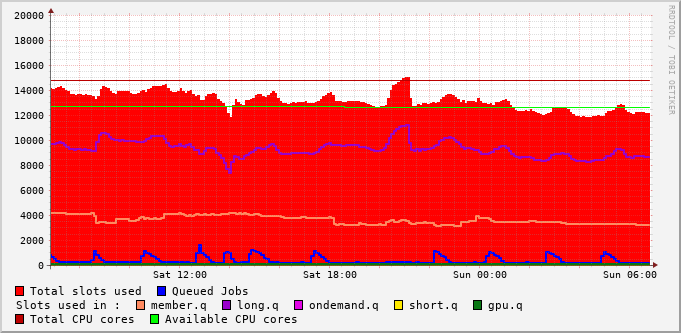 20000
18000
16000
14000
12000
10000
8000
6000
4000
2000
0
Sat 12:00 Sat 18:00 Sun 00:00 Sun 06:00
RRDTOOL / TOBI OETIKER
Total slots used Queued Jobs
Slots used in : member.q long.q ondemand.q short.q gpu.q
Total CPU cores Available CPU cores